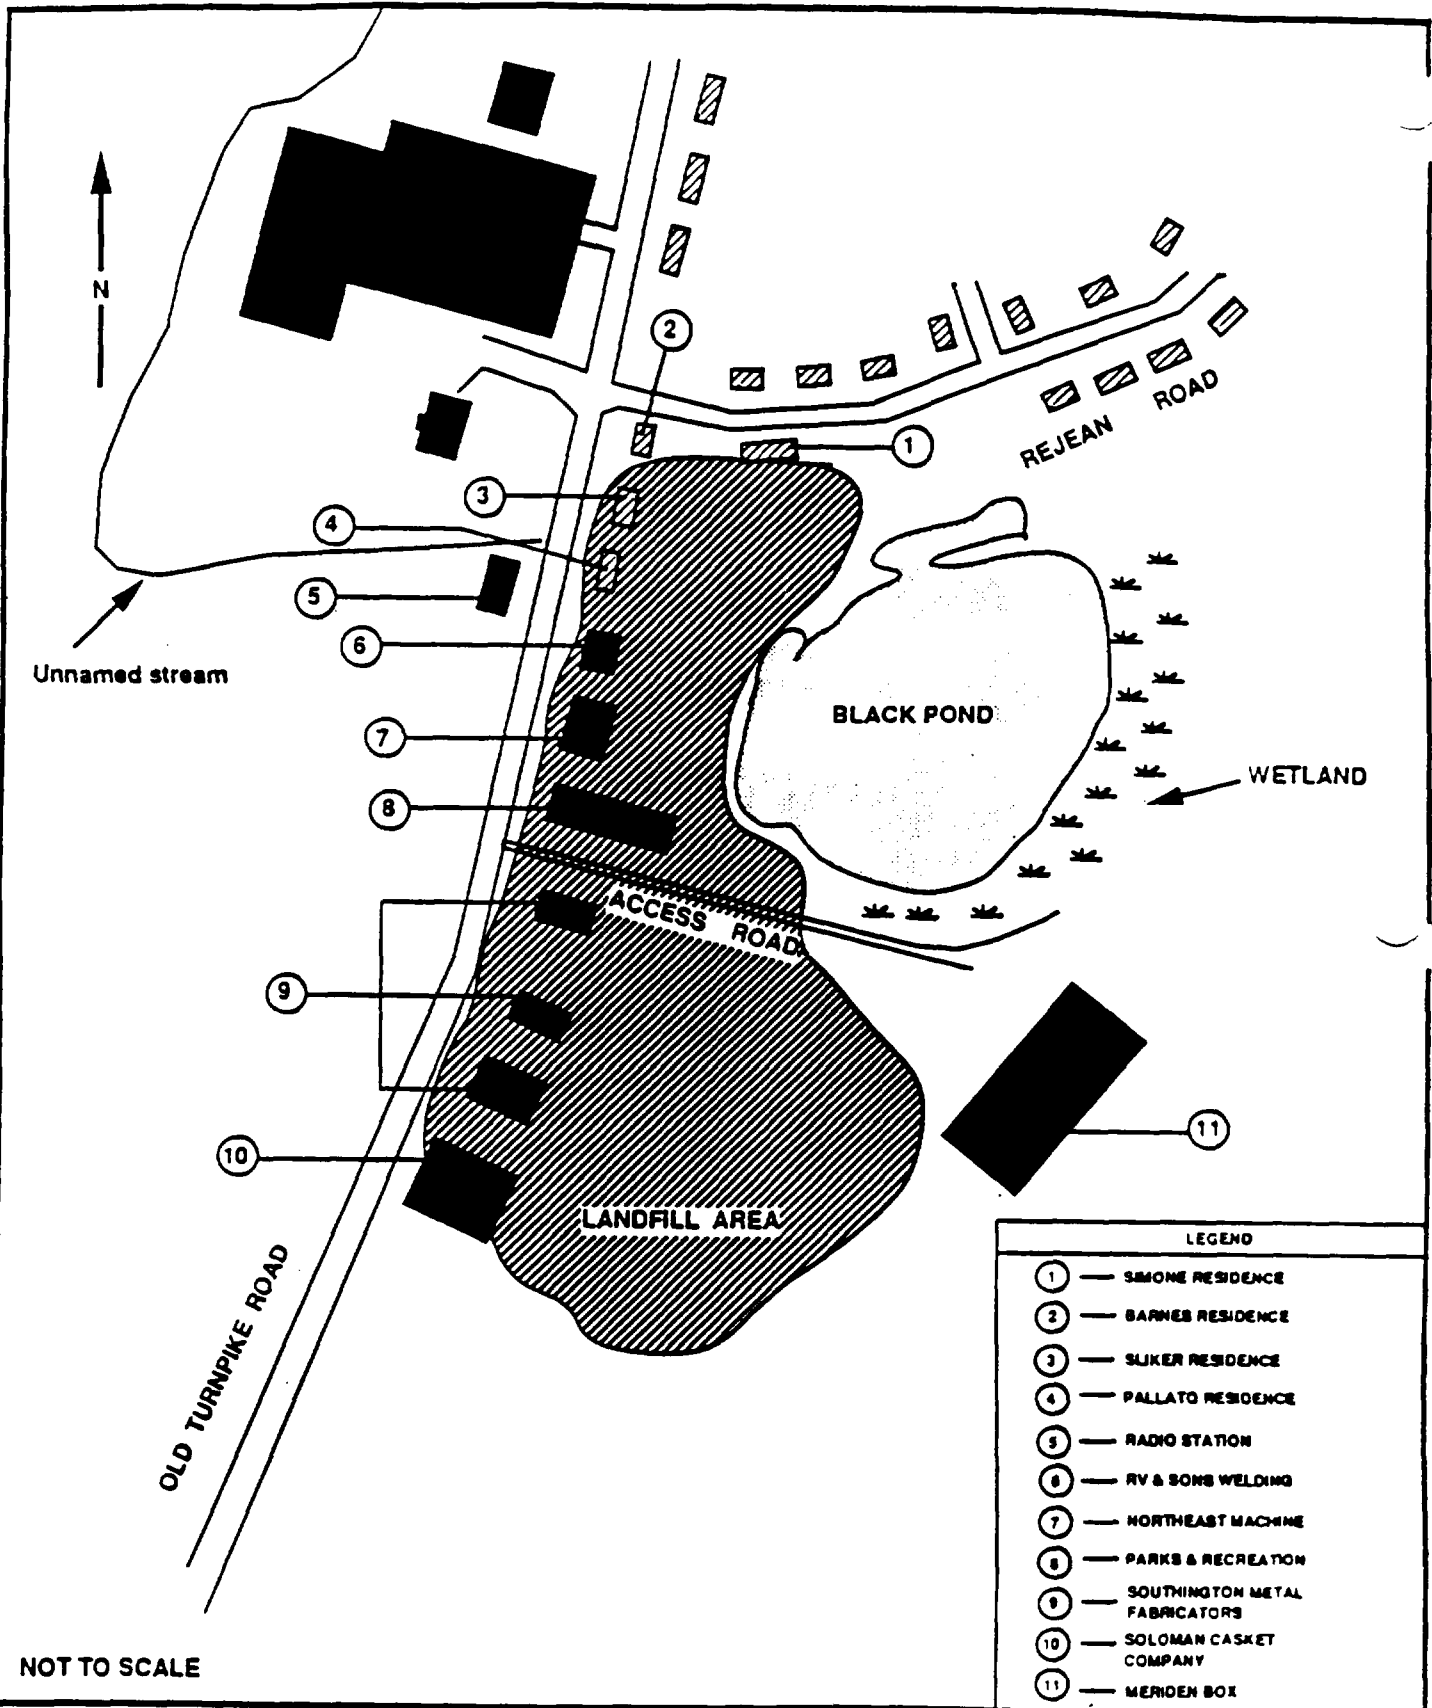 N
2
1
REJEAN ROAD
3
4
5
Unnamed stream
6
BLACK POND
7
WETLAND
8
ACCESS ROAD
9
11
10
LANDFILL AREA
OLD TURNPIKE ROAD
LEGEND
1 SIMONE RESIDENCE
2 BARNES RESIDENCE
3 SLIKER RESIDENCE
4 PALLATO RESIDENCE
5 RADIO STATION
6 RV & SONS WELDING
7 NORTHEAST MACHINE
8 PARKS & RECREATION
9 SOUTHINGTON METAL
FABRICATORS
10 SOLOMAN CASKET
COMPANY
11 MERIDEN BOX
NOT TO SCALE